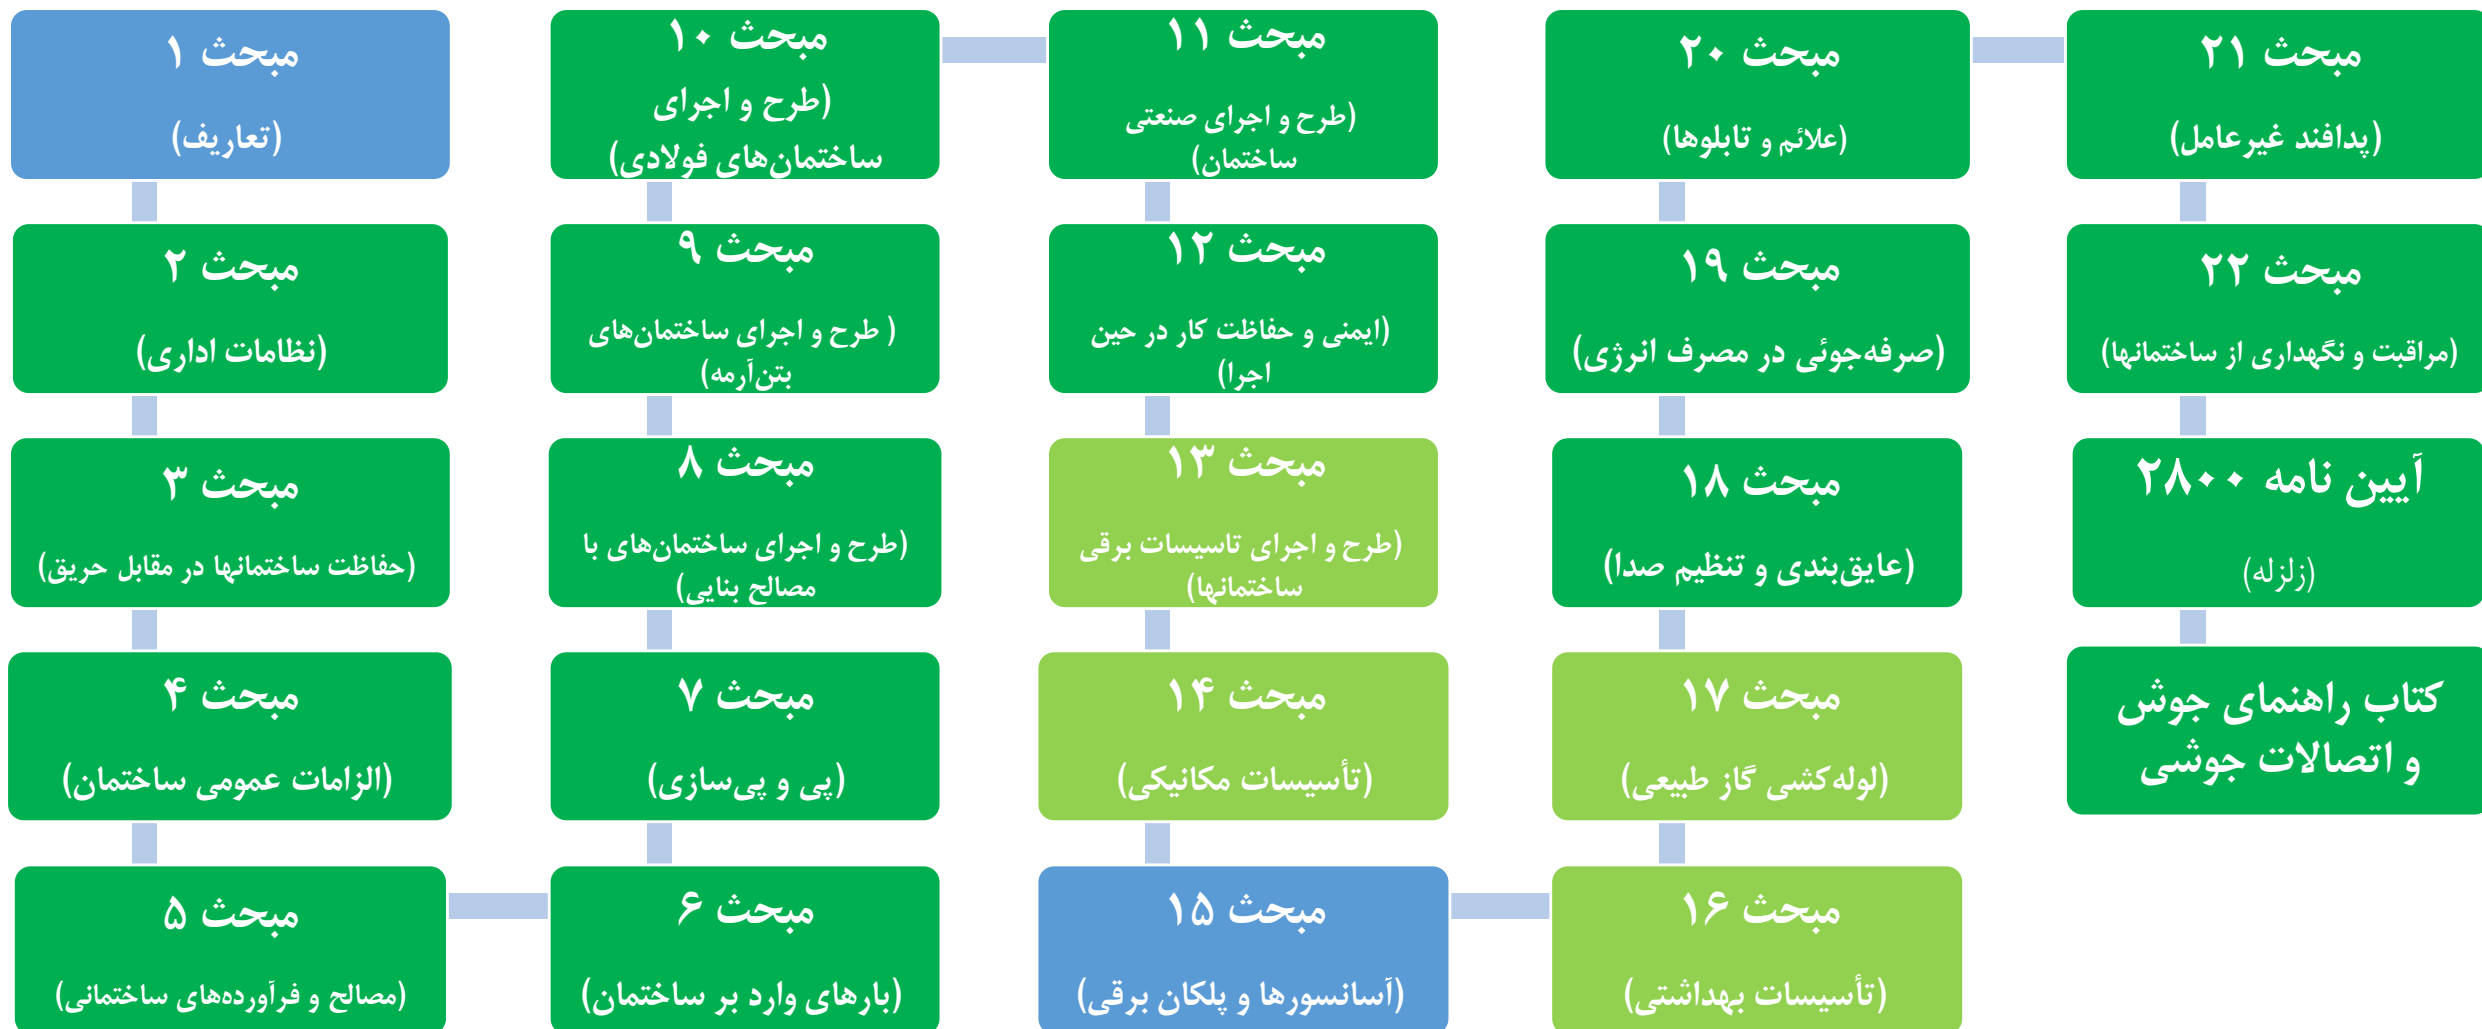 مبحث ۱
(تعاریف)
مبحث ۲
(نظامات اداری)
مبحث ۳
(حفاظت ساختمانها در مقابل حریق)
مبحث ۴
(الزامات عمومی ساختمان)
مبحث ۵
(مصالح و فرآورده‌های ساختمانی)
مبحث ۶
(بارهای وارد بر ساختمان)
مبحث ۷
(پی و پی‌سازی)
مبحث ۸
(طرح و اجرای ساختمان‌های با
مصالح بنایی)
مبحث ۹
( طرح و اجرای ساختمان‌های
بتن‌آرمه)
مبحث ۱۰
(طرح و اجرای
ساختمان‌های فولادی)
مبحث ۱۱
(طرح و اجرای صنعتی
ساختمان)
مبحث ۱۲
(ایمنی و حفاظت کار در حین
اجرا)
مبحث ۱۳
(طرح و اجرای تاسیسات برقی
ساختمانها)
مبحث ۱۴
(تأسیسات مکانیکی)
مبحث ۱۵
(آسانسورها و پلکان برقی)
مبحث ۱۶
(تأسیسات بهداشتی)
مبحث ۱۷
(لوله‌کشی گاز طبیعی)
مبحث ۱۸
(عایق‌بندی و تنظیم صدا)
مبحث ۱۹
(صرفه‌جوئی در مصرف انرژی)
مبحث ۲۰
(علائم و تابلوها)
مبحث ۲۱
(پدافند غیرعامل)
مبحث ۲۲
(مراقبت و نگهداری از ساختمانها)
آیین نامه ۲۸۰۰
(زلزله)
کتاب راهنمای جوش
و اتصالات جوشی